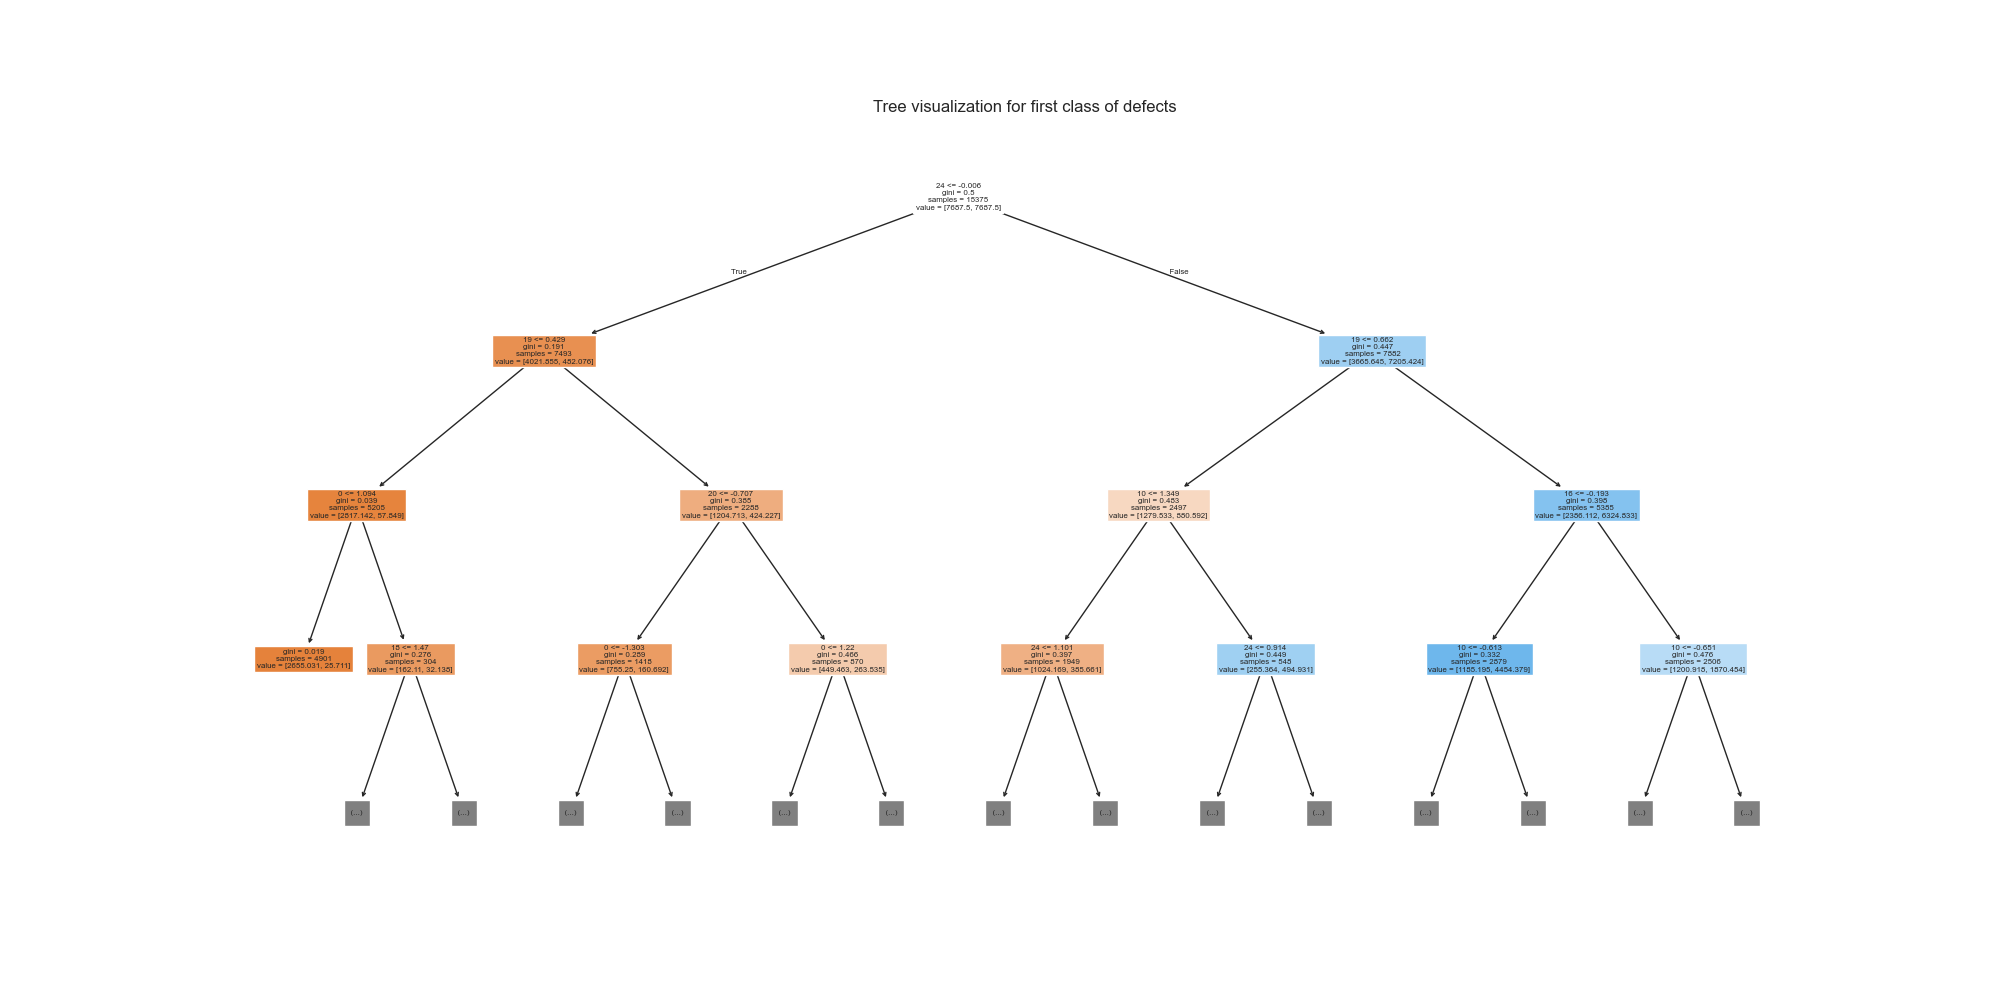 Tree visualization for first class of defects
24 <= -0.006
gini = 0.5
samples = 15375
value = [7687.5, 7687.5]
True
False
19 <= 0.429
gini = 0.191
samples = 7493
value = [4021.855, 482.076]
19 <= 0.662
gini = 0.447
samples = 7882
value = [3665.645, 7205.424]
0 <= 1.094
gini = 0.039
samples = 5205
value = [2817.142, 57.849]
20 <= -0.707
gini = 0.385
samples = 2288
value = [1204.713, 424.227]
10 <= 1.349
gini = 0.483
samples = 2497
value = [1279.533, 880.592]
16 <= -0.193
gini = 0.398
samples = 5385
value = [2386.112, 6324.833]
gini = 0.019
samples = 4901
value = [2655.031, 25.711]
18 <= 1.47
gini = 0.276
samples = 304
value = [162.11, 32.138]
0 <= -1.303
gini = 0.289
samples = 1418
value = [755.25, 160.692]
0 <= 1.22
gini = 0.466
samples = 870
value = [449.463, 263.535]
24 <= 1.101
gini = 0.397
samples = 1949
value = [1024.169, 385.661]
24 <= 0.914
gini = 0.449
samples = 548
value = [255.364, 494.931]
10 <= -0.613
gini = 0.332
samples = 2879
value = [1185.195, 4454.379]
10 <= -0.651
gini = 0.476
samples = 2506
value = [1200.918, 1870.454]
(...)
(...)
(...)
(...)
(...)
(...)
(...)
(...)
(...)
(...)
(...)
(...)
(...)
(...)